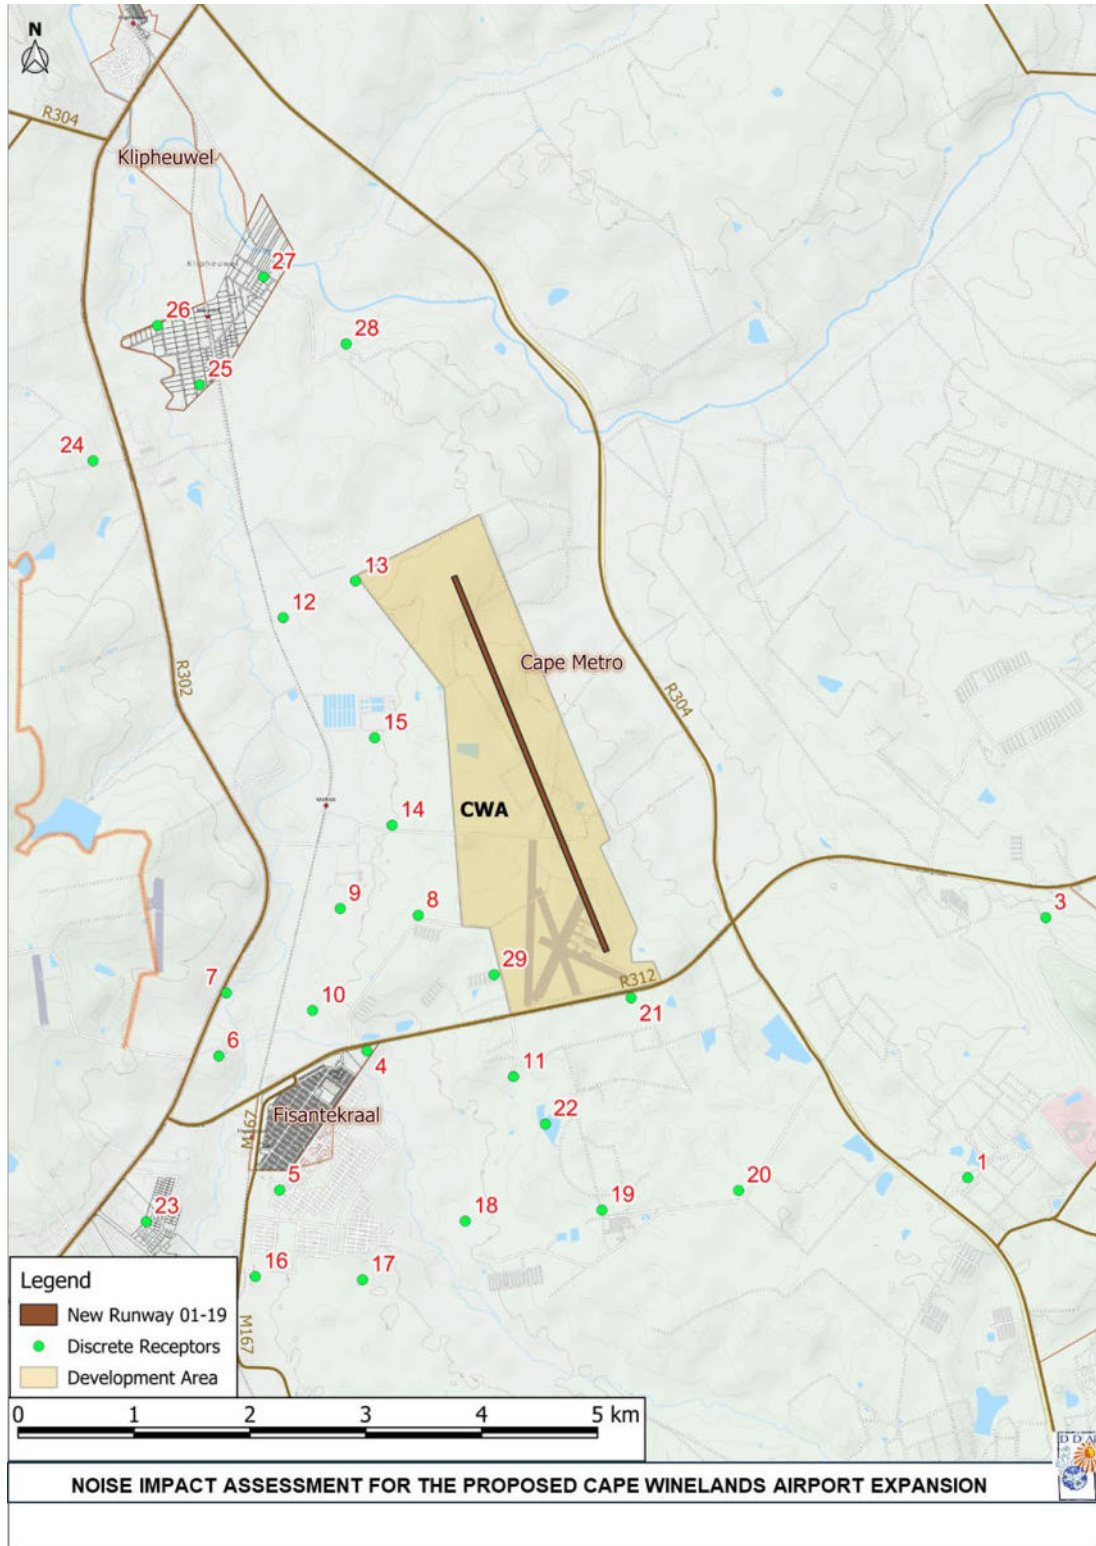 N
R304
Klipheuwel
Klipheuwel
27
26
28
25
24
13
12
Cape Metro
R302
R304
15
CWA
14
9
8
3
29
7
R312
10
21
6
4
11
Fisantekraal
22
M167
1
5
20
23
18
19
16
17
M167
Legend
New Runway 01-19
Discrete Receptors
Development Area
0 1 2 3 4 5 km
DDA
NOISE IMPACT ASSESSMENT FOR THE PROPOSED CAPE WINELANDS AIRPORT EXPANSION